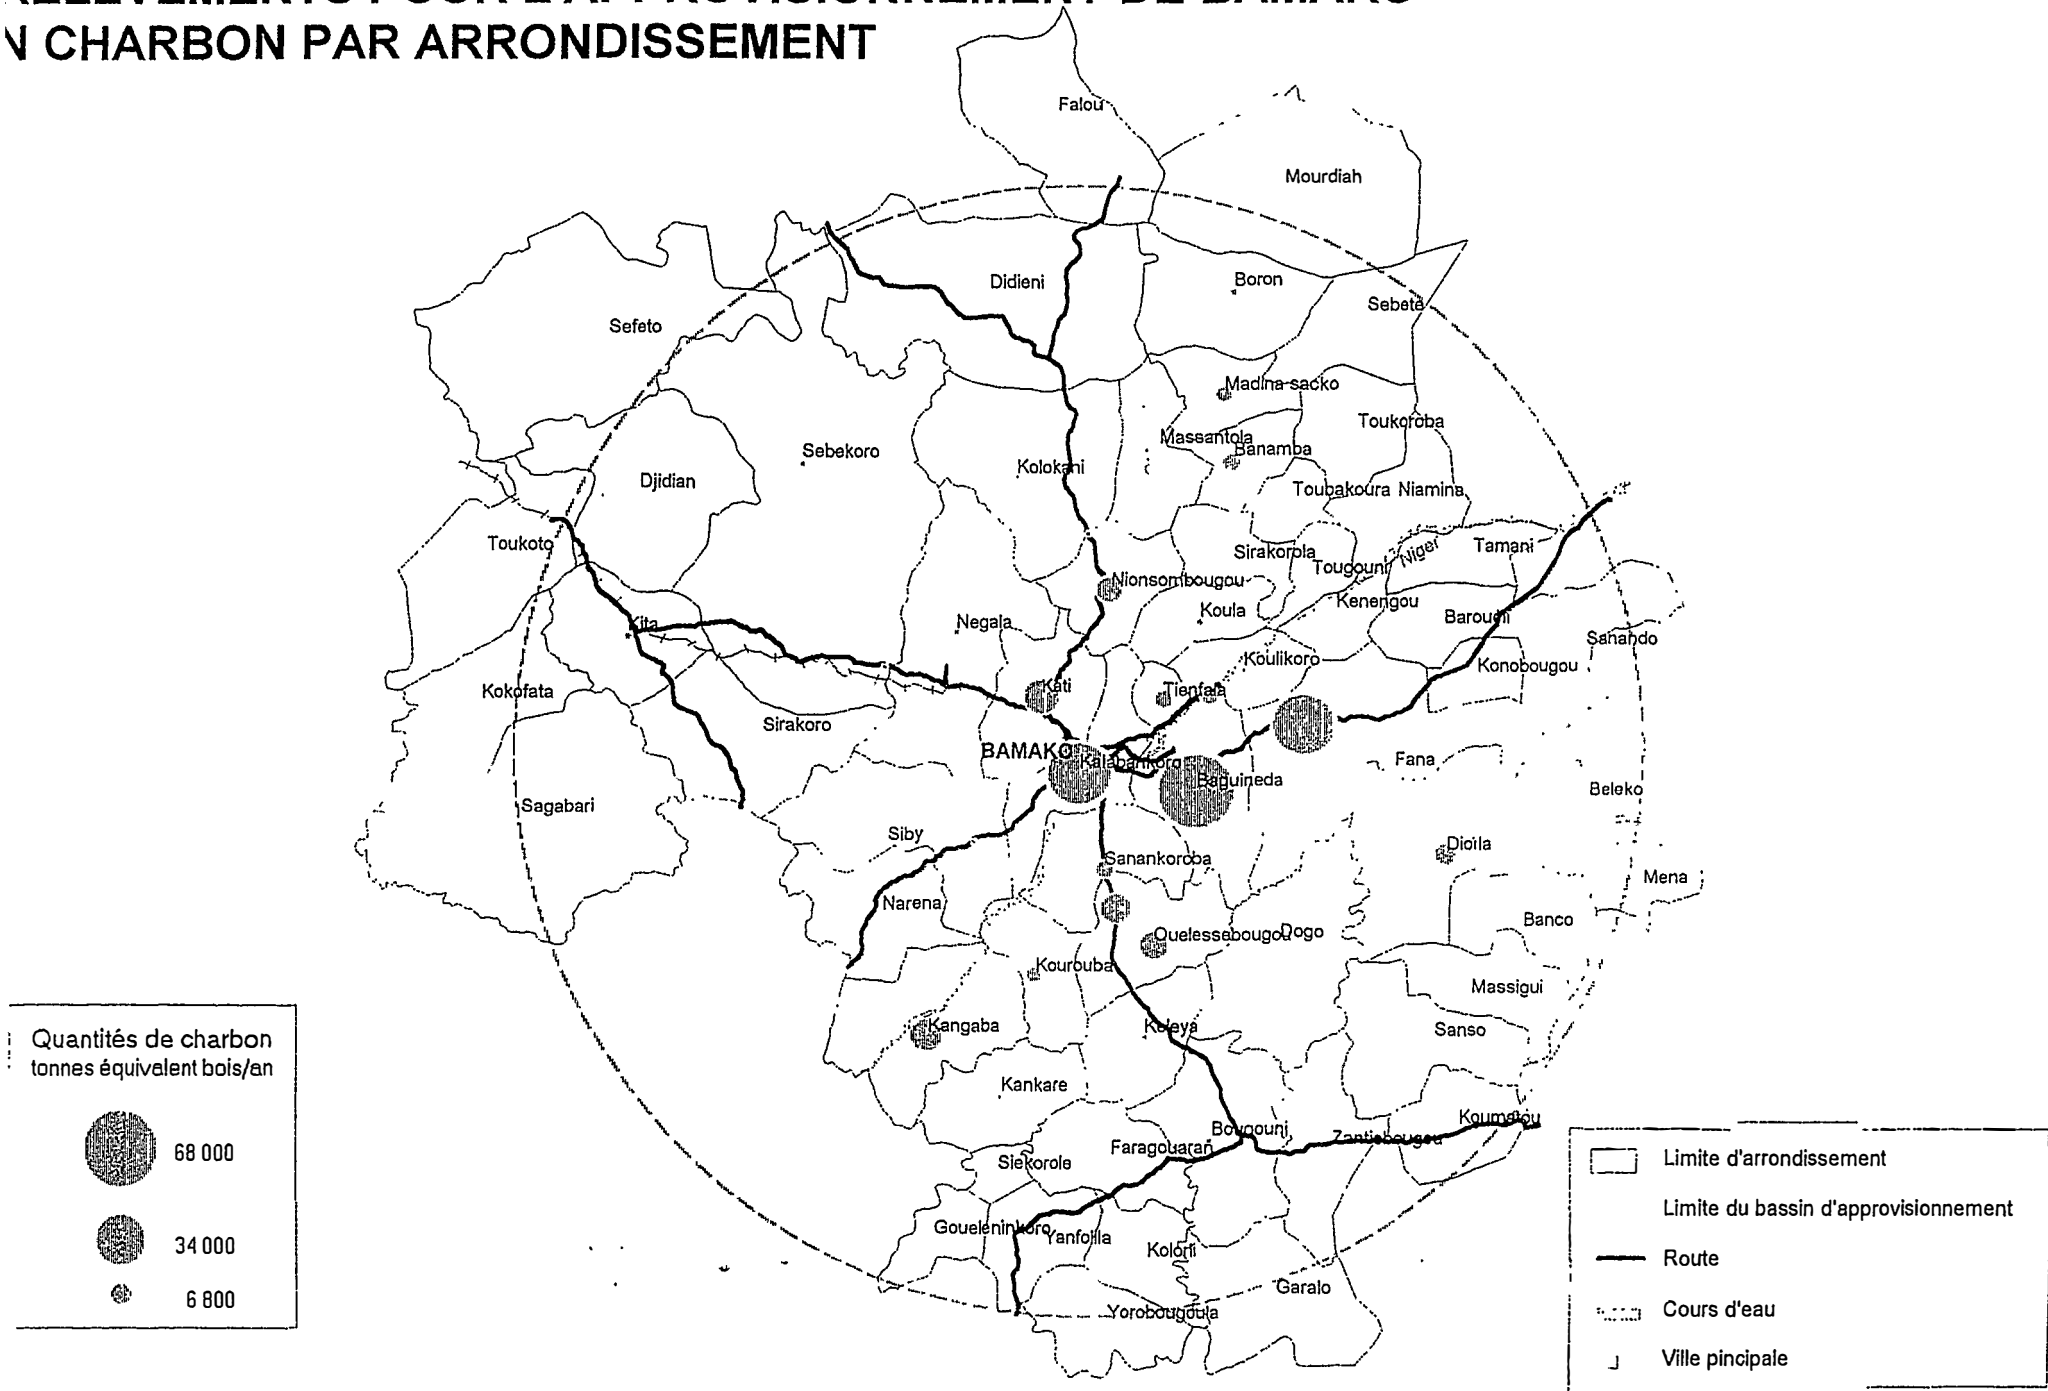 N CHARBON PAR ARRONDISSEMENT
Falou
Mourdiah
Didieni
Boron
Sebete
Sefeto
Madina sacko
Toukoroba
Massantola
Banamba
Sebekoro
Kolokani
Djidian
Toubakoura Niamina
Toukoto
Sirakorola
Tougouni
Niger
Tamani
Nionsombougou
Koula
Kenengou
Baroueli
Kita
Negala
Sanando
Koulikoro
Konobougou
Kokofata
Kati
Tienfala
Sirakoro
BAMAKO
Kalabankoro
Fana
Baguineda
Beleko
Sagabari
Siby
Dioila
Sanankoroba
Mena
Narena
Banco
Ouelessebougou
Dogo
Kourouba
Massigui
Kangaba
Keleya
Sanso
Kankare
Koumatou
Bougouni
Zantiebougou
Faragouaran
Siekorole
Goueleninkoro
Yanfolila
Koloni
Garalo
Yorobougoula
Quantités de charbon
tonnes équivalent bois/an
68 000
34 000
6 800
Limite d'arrondissement
Limite du bassin d'approvisionnement
Route
Cours d'eau
Ville pincipale